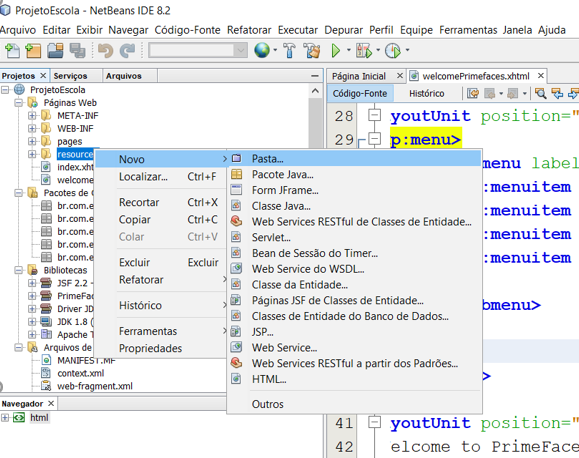 ProjetoEscola - NetBeans IDE 8.2
Arquivo Editar Exibir Navegar Código-Fonte Refatorar Executar Depurar Perfil Equipe Ferramentas Janela Ajuda
Projetos Serviços Arquivos
Página Inicial welcomePrimefaces.xhtml
Código-Fonte Histórico
ProjetoEscola
Páginas Web
META-INF
WEB-INF
pages
resource
index.xht
welcome
Pacotes de C
br.com.e
br.com.e
br.com.e
br.com.e
Bibliotecas
JSF 2.2 -
PrimeFac
Driver JD
JDK 1.8 (
Apache T
Arquivos de
MANIFEST.MF
context.xml
web-fragment.xml
Navegador
html
Novo
Localizar... Ctrl+F
Recortar Ctrl+X
Copiar Ctrl+C
Colar Ctrl+V
Excluir Excluir
Refatorar
Histórico
Ferramentas
Propriedades
Pasta...
Pacote Java...
Form JFrame...
Classe Java...
Web Services RESTful de Classes de Entidade...
Servlet...
Bean de Sessão do Timer...
Web Service do WSDL...
Classe da Entidade...
Páginas JSF de Classes de Entidade...
Classes de Entidade do Banco de Dados...
JSP...
Web Service...
Web Services RESTful a partir dos Padrões...
HTML...
Outros
28 youtUnit position="
29 p:menu>
menu label
:menuitem
:menuitem
:menuitem
:menuitem
bmenu>
>
41 youtUnit position="
42 elcome to PrimeFace